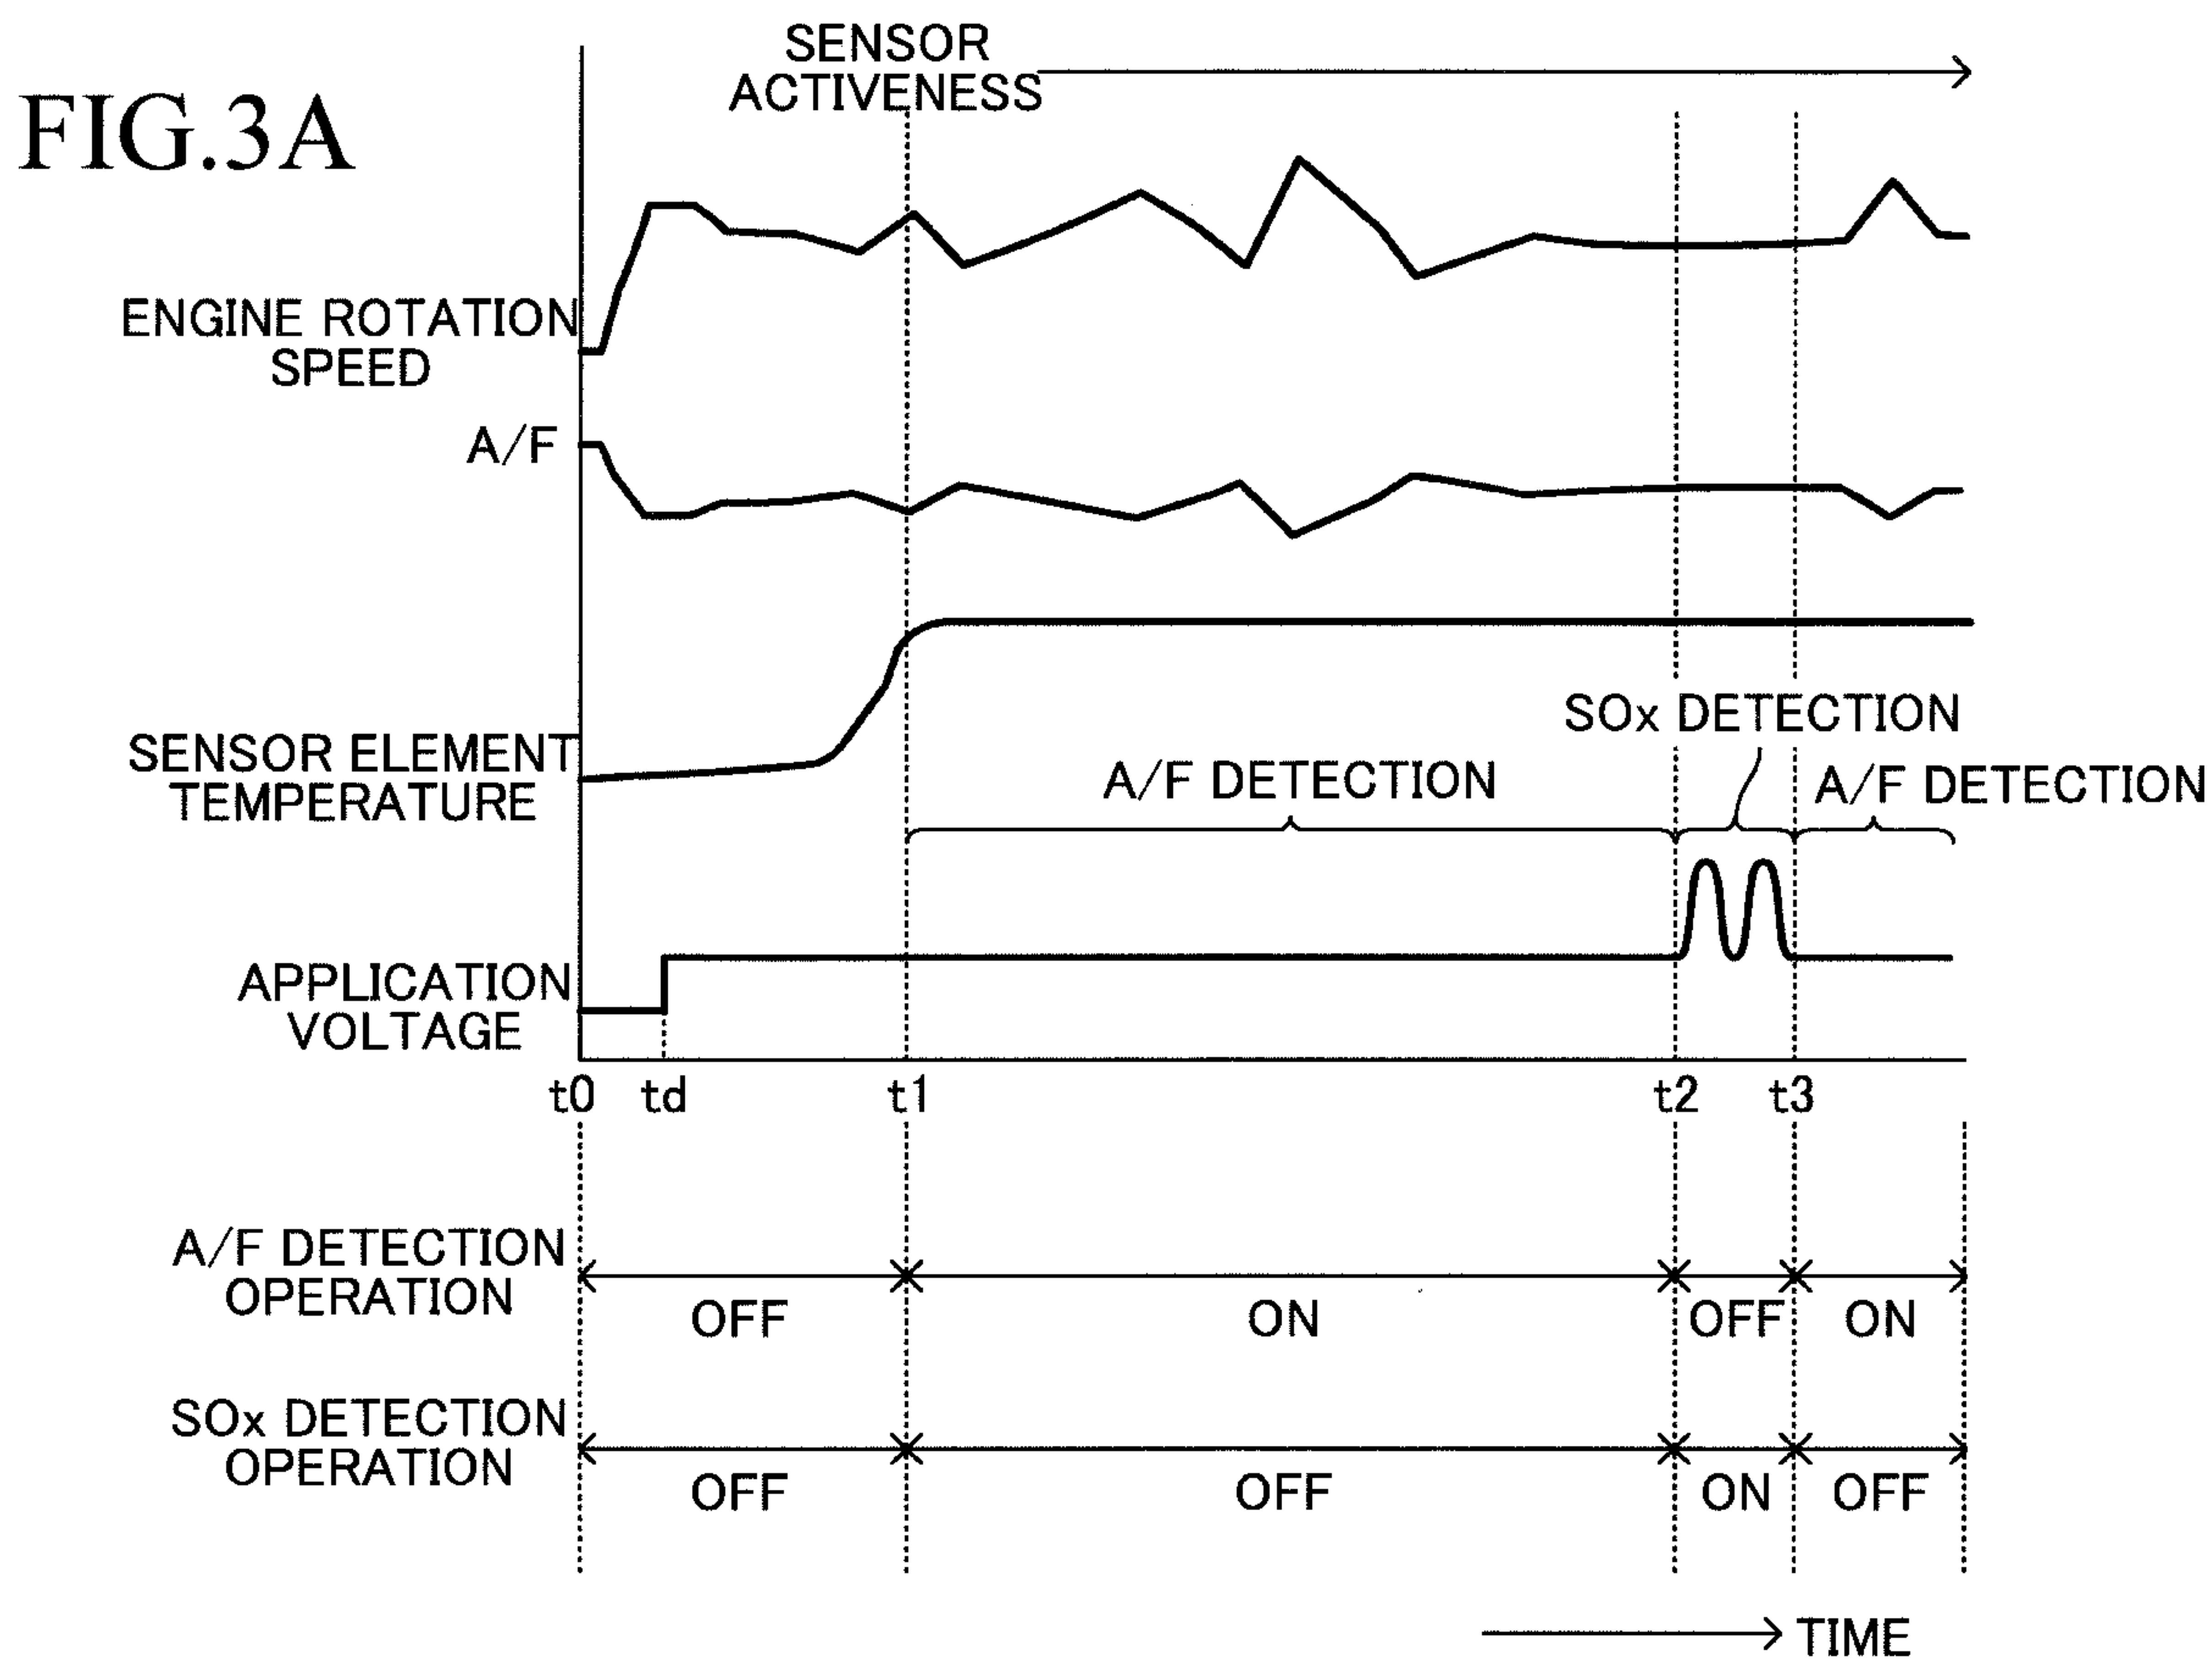 FIG.3A
SENSOR
ACTIVENESS
ENGINE ROTATION
SPEED
A/F
SENSOR ELEMENT
TEMPERATURE
SOx DETECTION
A/F DETECTION
A/F DETECTION
APPLICATION
VOLTAGE
t0 td t1 t2 t3
A/F DETECTION
OPERATION
OFF ON OFF ON
SOx DETECTION
OPERATION
OFF OFF ON OFF
TIME